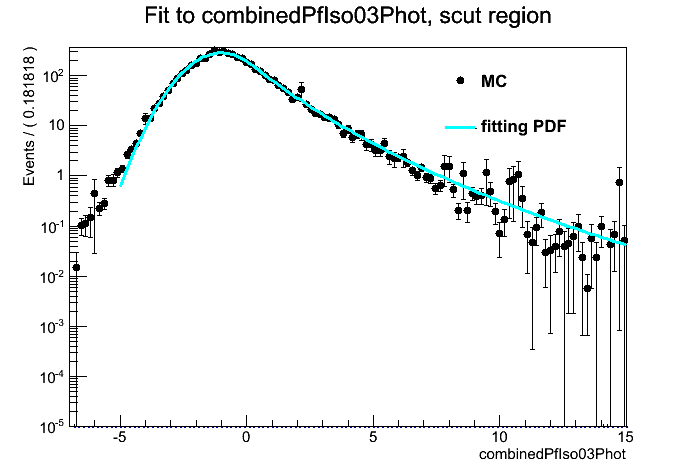 Fit to combinedPfIso03Phot, scut region
Events / ( 0.181818 )
MC
fitting PDF
10²
10
1
10⁻¹
10⁻²
10⁻³
10⁻⁴
10⁻⁵
-5 0 5 10 15
combinedPfIso03Phot